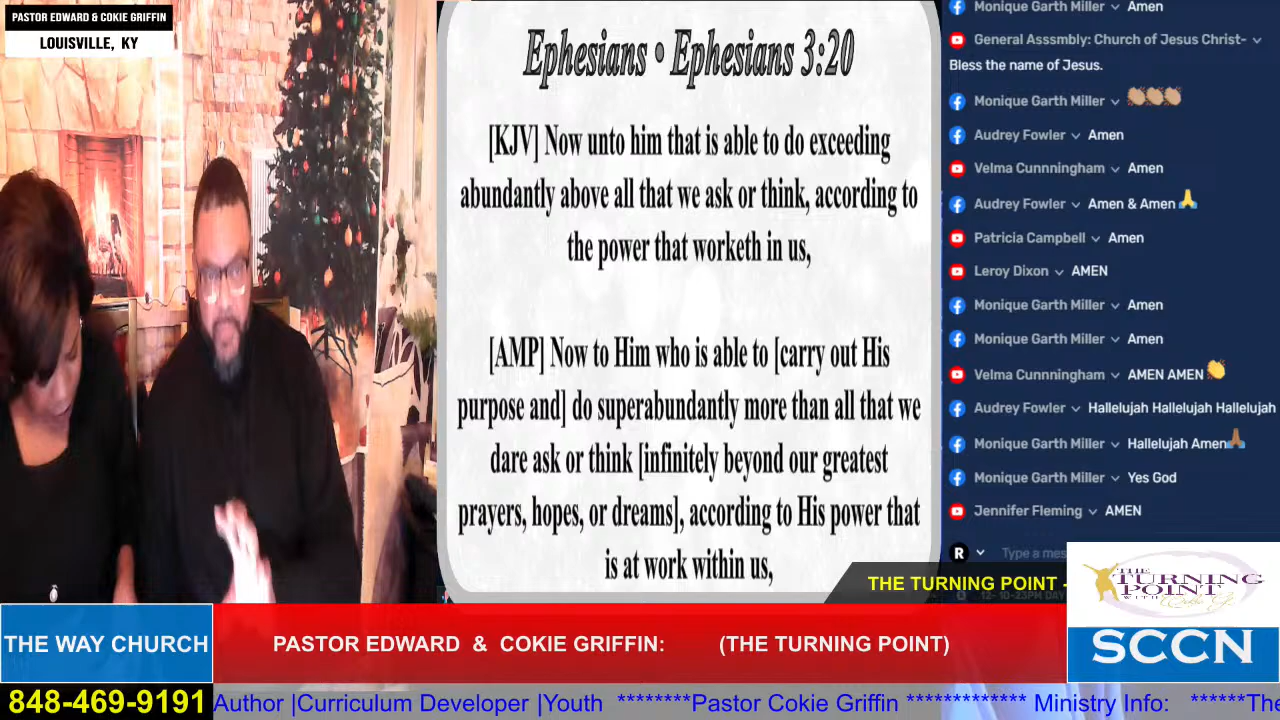 PASTOR EDWARD & COKIE GRIFFIN
LOUISVILLE, KY
Ephesians • Ephesians 3:20
[KJV] Now unto him that is able to do exceeding
abundantly above all that we ask or think, according to
the power that worketh in us,
[AMP] Now to Him who is able to [carry out His
purpose and] do superabundantly more than all that we
dare ask or think [infinitely beyond our greatest
prayers, hopes, or dreams], according to His power that
is at work within us,
Monique Garth Miller Amen
General Asssmbly: Church of Jesus Christ-
Bless the name of Jesus.
Monique Garth Miller 👏🏼👏🏼👏🏼
Audrey Fowler Amen
Velma Cunnningham Amen
Audrey Fowler Amen & Amen 🙏
Patricia Campbell Amen
Leroy Dixon AMEN
Monique Garth Miller Amen
Monique Garth Miller Amen
Velma Cunnningham AMEN AMEN 👏
Audrey Fowler Hallelujah Hallelujah Hallelujah
Monique Garth Miller Hallelujah Amen🙏🏾
Monique Garth Miller Yes God
Jennifer Fleming AMEN
R Type a mes
12-10-23PM DAY
THE TURNING POINT -
THE
TURNING
POINT
WITH
SCCN
THE WAY CHURCH
PASTOR EDWARD & COKIE GRIFFIN: (THE TURNING POINT)
848-469-9191
Author |Curriculum Developer |Youth ********Pastor Cokie Griffin ************* Ministry Info: ******The